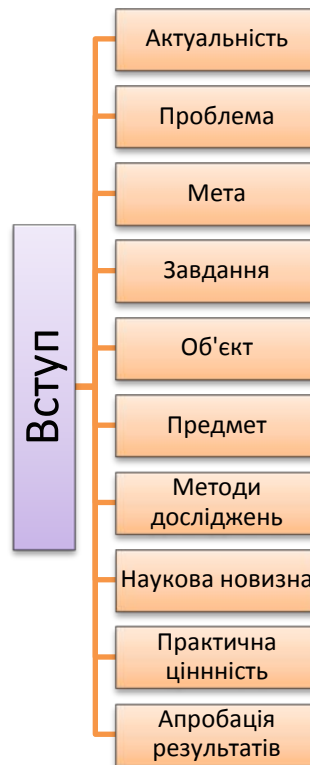 Вступ
Актуальність
Проблема
Мета
Завдання
Об'єкт
Предмет
Методи
досліджень
Наукова новизна
Практична
ціннність
Апробація
результатів